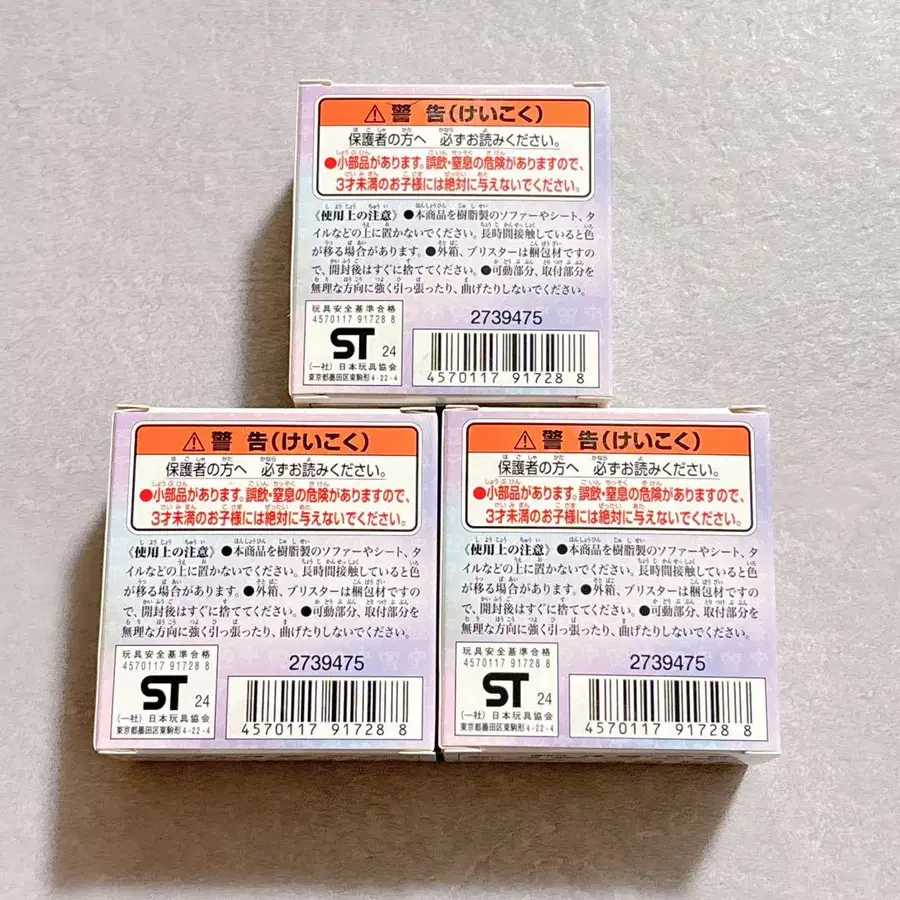 警告(けいこく)
保護者の方へ 必ずお読みください。
●小部品があります。誤飲・窒息の危険がありますので、
3才未満のお子様には絶対に与えないでください。
《使用上の注意》●本商品を樹脂製のソファーやシート、タ
イルなどの上に置かないでください。長時間接触していると色
が移る場合があります。●外箱、ブリスターは梱包材ですの
で、開封後はすぐに捨ててください。●可動部分、取付部分を
無理な方向に強く引っ張ったり、曲げたりしないでください。
玩具安全基準合格
4570117 91728 8
ST 24
(一社)日本玩具協会
東京都墨田区東駒形4-22-4
2739475
4570117 917288
警告(けいこく)
保護者の方へ 必ずお読みください。
●小部品があります。誤飲・窒息の危険がありますので、
3才未満のお子様には絶対に与えないでください。
《使用上の注意》●本商品を樹脂製のソファーやシート、タ
イルなどの上に置かないでください。長時間接触していると色
が移る場合があります。●外箱、ブリスターは梱包材ですの
で、開封後はすぐに捨ててください。●可動部分、取付部分を
無理な方向に強く引っ張ったり、曲げたりしないでください。
玩具安全基準合格
4570117 91728 8
ST 24
(一社)日本玩具協会
東京都墨田区東駒形4-22-4
2739475
4570117 917288
警告(けいこく)
保護者の方へ 必ずお読みください。
●小部品があります。誤飲・窒息の危険がありますので、
3才未満のお子様には絶対に与えないでください。
《使用上の注意》●本商品を樹脂製のソファーやシート、タ
イルなどの上に置かないでください。長時間接触していると色
が移る場合があります。●外箱、ブリスターは梱包材ですの
で、開封後はすぐに捨ててください。●可動部分、取付部分を
無理な方向に強く引っ張ったり、曲げたりしないでください。
玩具安全基準合格
4570117 91728 8
ST 24
(一社)日本玩具協会
東京都墨田区東駒形4-22-4
2739475
4570117 917288